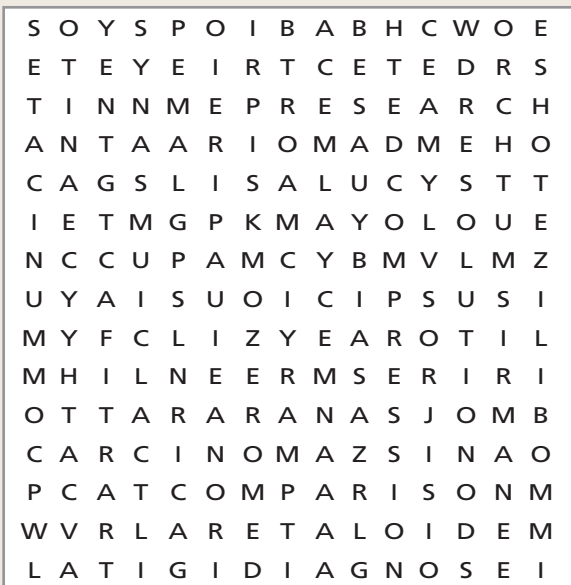 S O Y S P O I B A B H C W O E
E T E Y E I R T C E T E D R S
T I N N M E P R E S E A R C H
A N T A A R I O M A D M E H O
C A G S L I S A L U C Y S T T
I E T M G P K M A Y O L O U E
N C C U P A M C Y B M V L M Z
U Y A I S U O I C I P S U S I
M Y F C L I Z Y E A R O T I L
M H I L N E E R M S E R I R I
O T T A R A R A N A S J O M B
C A R C I N O M A Z S I N A O
P C A T C O M P A R I S O N M
W V R L A R E T A L O I D E M
L A T I G I D I A G N O S E I